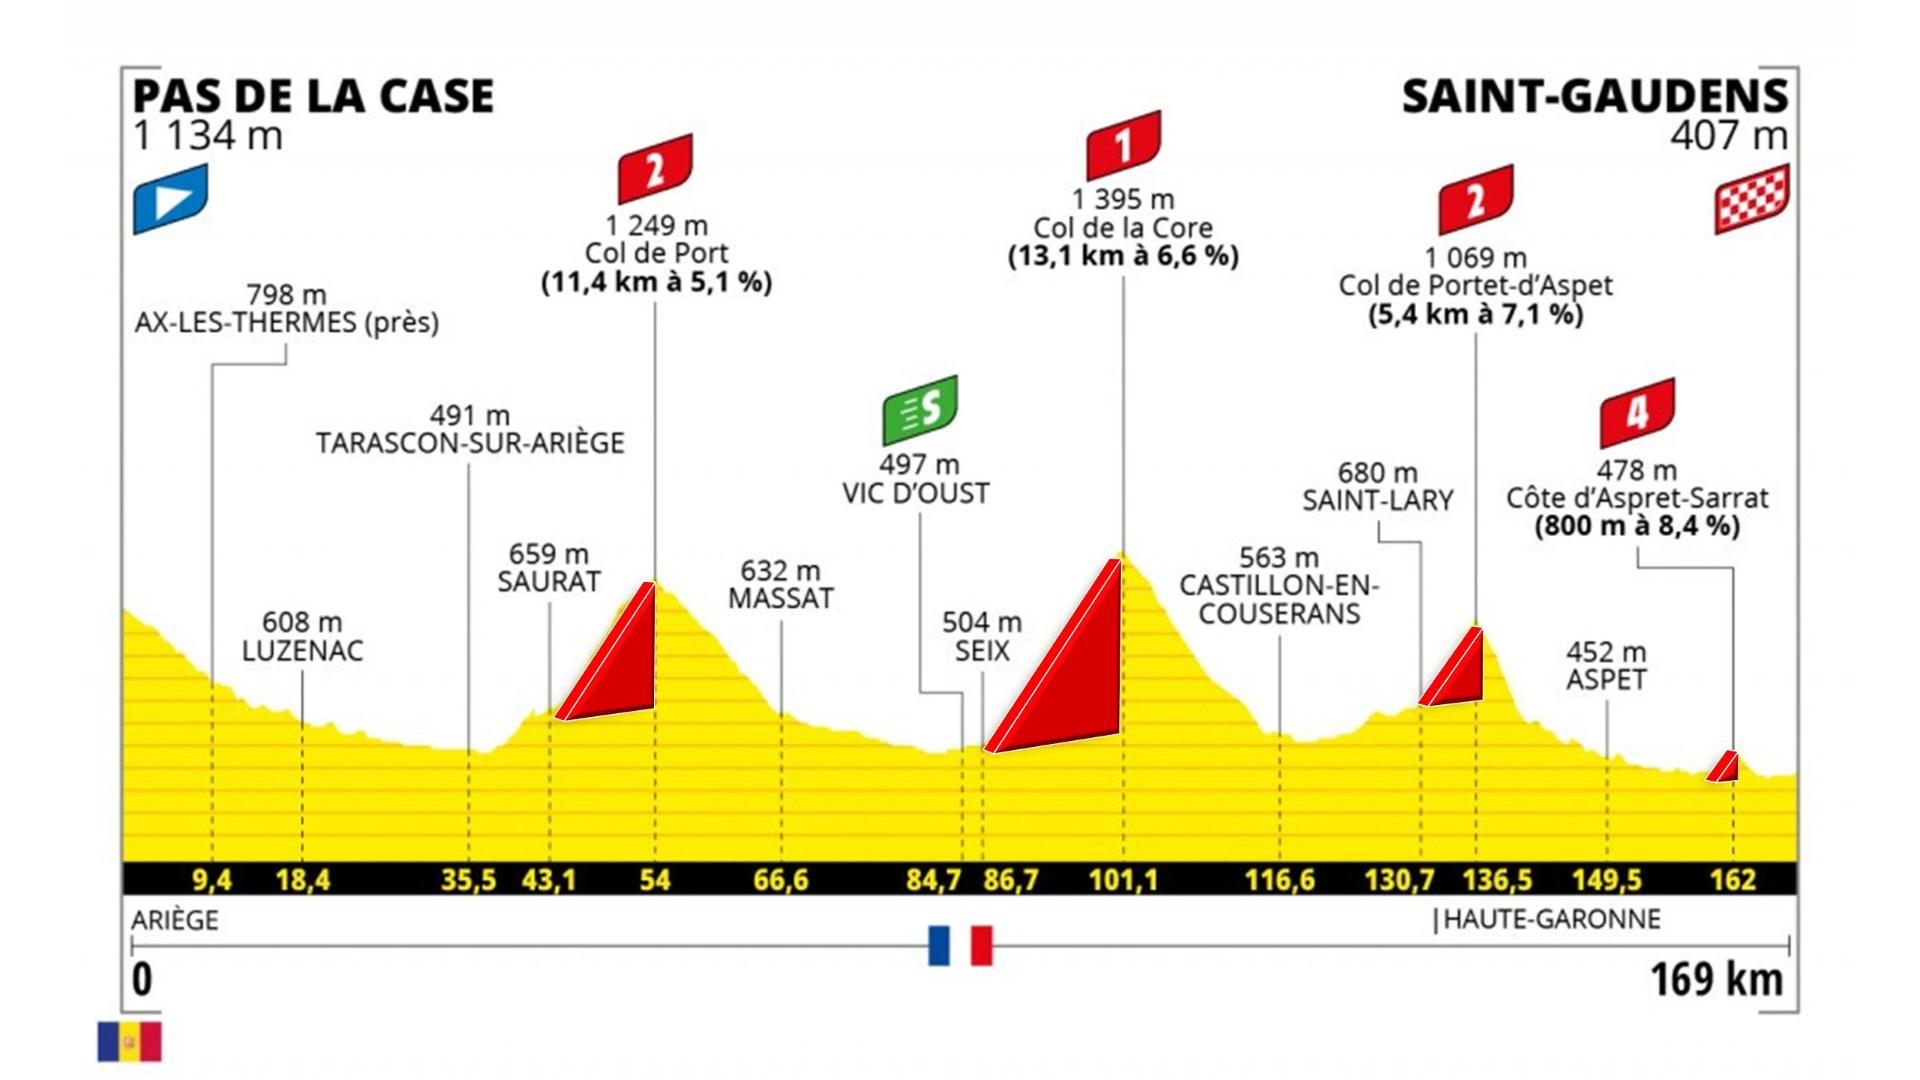 PAS DE LA CASE
1 134 m
SAINT-GAUDENS
407 m
2
1 249 m
Col de Port
(11,4 km à 5,1 %)
1
1 395 m
Col de la Core
(13,1 km à 6,6 %)
2
1 069 m
Col de Portet-d'Aspet
(5,4 km à 7,1 %)
798 m
AX-LES-THERMES (près)
491 m
TARASCON-SUR-ARIÈGE
S
497 m
VIC D'OUST
4
478 m
Côte d'Aspret-Sarrat
(800 m à 8,4 %)
680 m
SAINT-LARY
659 m
SAURAT
632 m
MASSAT
563 m
CASTILLON-EN-
COUSERANS
608 m
LUZENAC
504 m
SEIX
452 m
ASPET
9,4 18,4 35,5 43,1 54 66,6 84,7 86,7 101,1 116,6 130,7 136,5 149,5 162
ARIÈGE |HAUTE-GARONNE
0 169 km